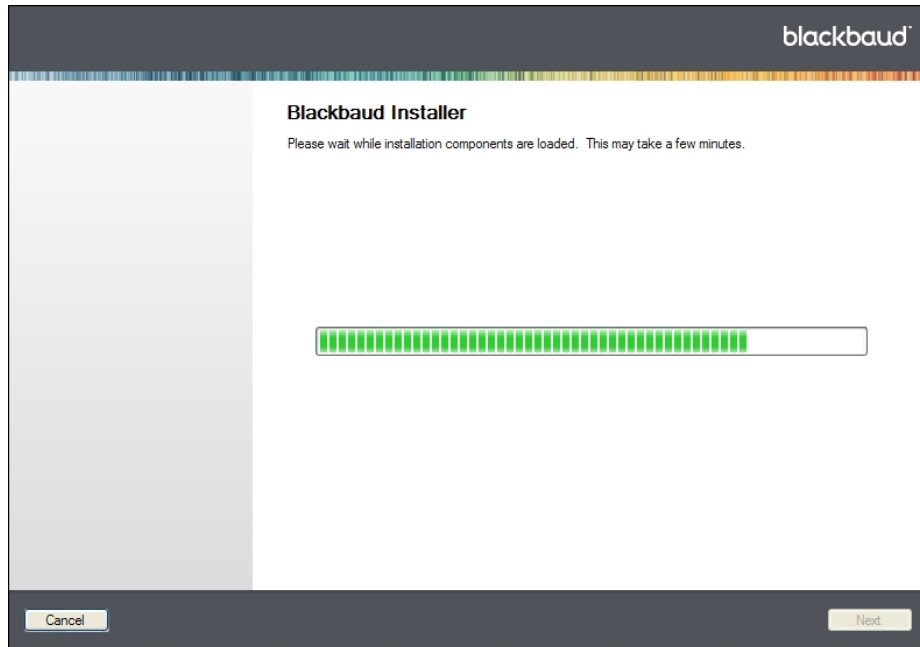 blackbaud
Blackbaud Installer
Please wait while installation components are loaded. This may take a few minutes.
Cancel
Next